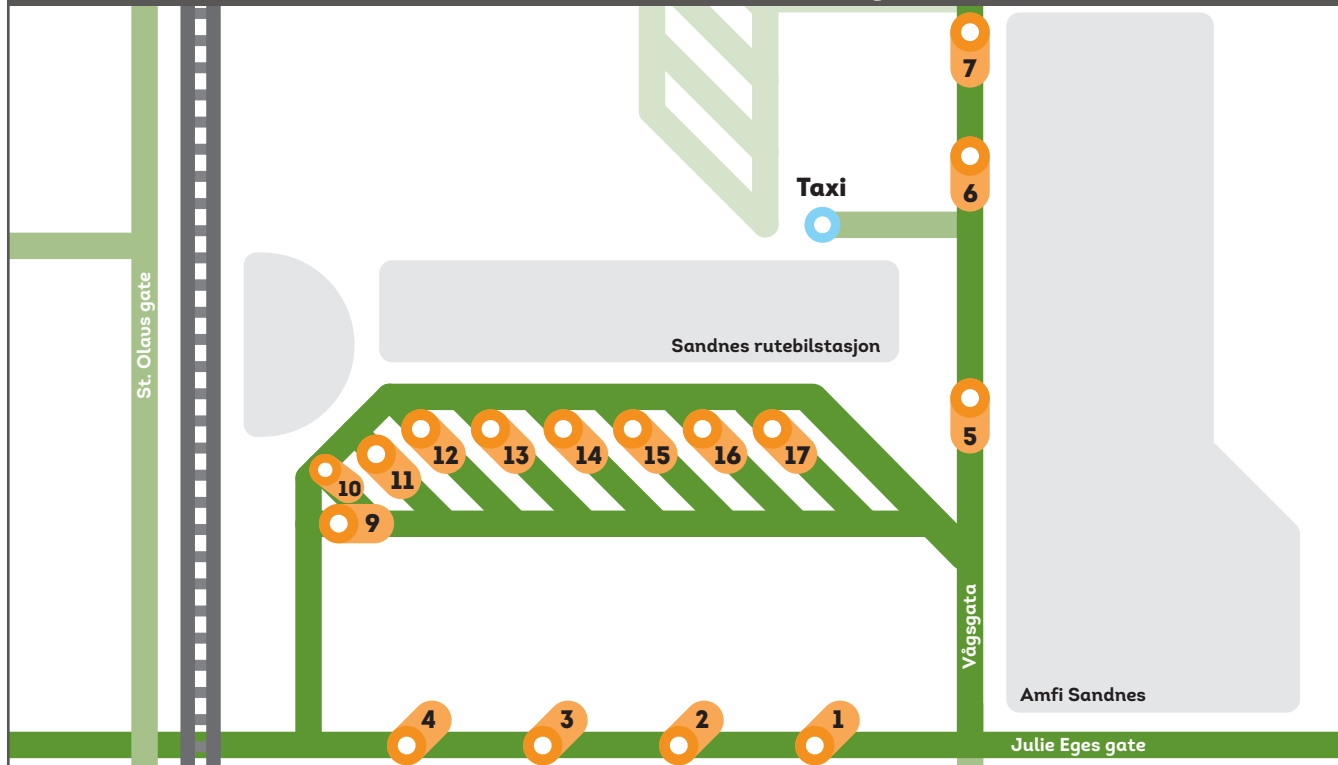 7
6
Taxi
St. Olaus gate
Sandnes rutebilstasjon
5
12
13
14
15
16
17
11
10
9
Vågsgata
Amfi Sandnes
4
3
2
1
Julie Eges gate